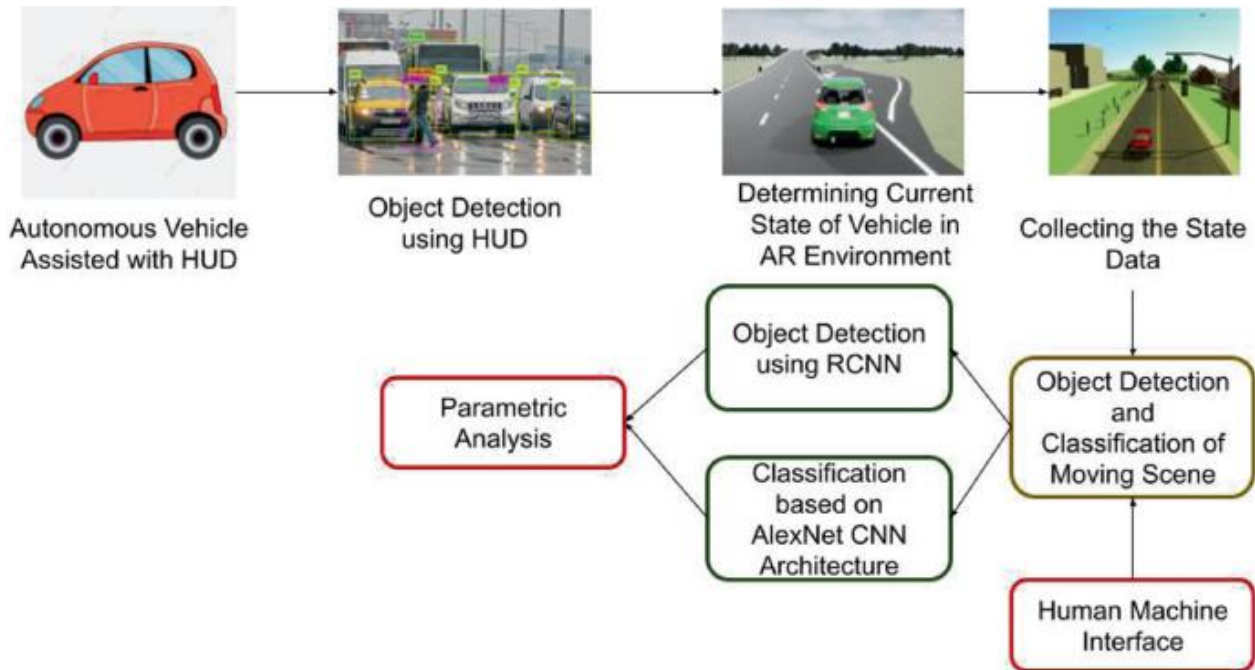 Autonomous Vehicle
Assisted with HUD
Object Detection
using HUD
Determining Current
State of Vehicle in
AR Environment
Collecting the State
Data
Object Detection
using RCNN
Parametric
Analysis
Object Detection
and
Classification of
Moving Scene
Classification
based on
AlexNet CNN
Architecture
Human Machine
Interface